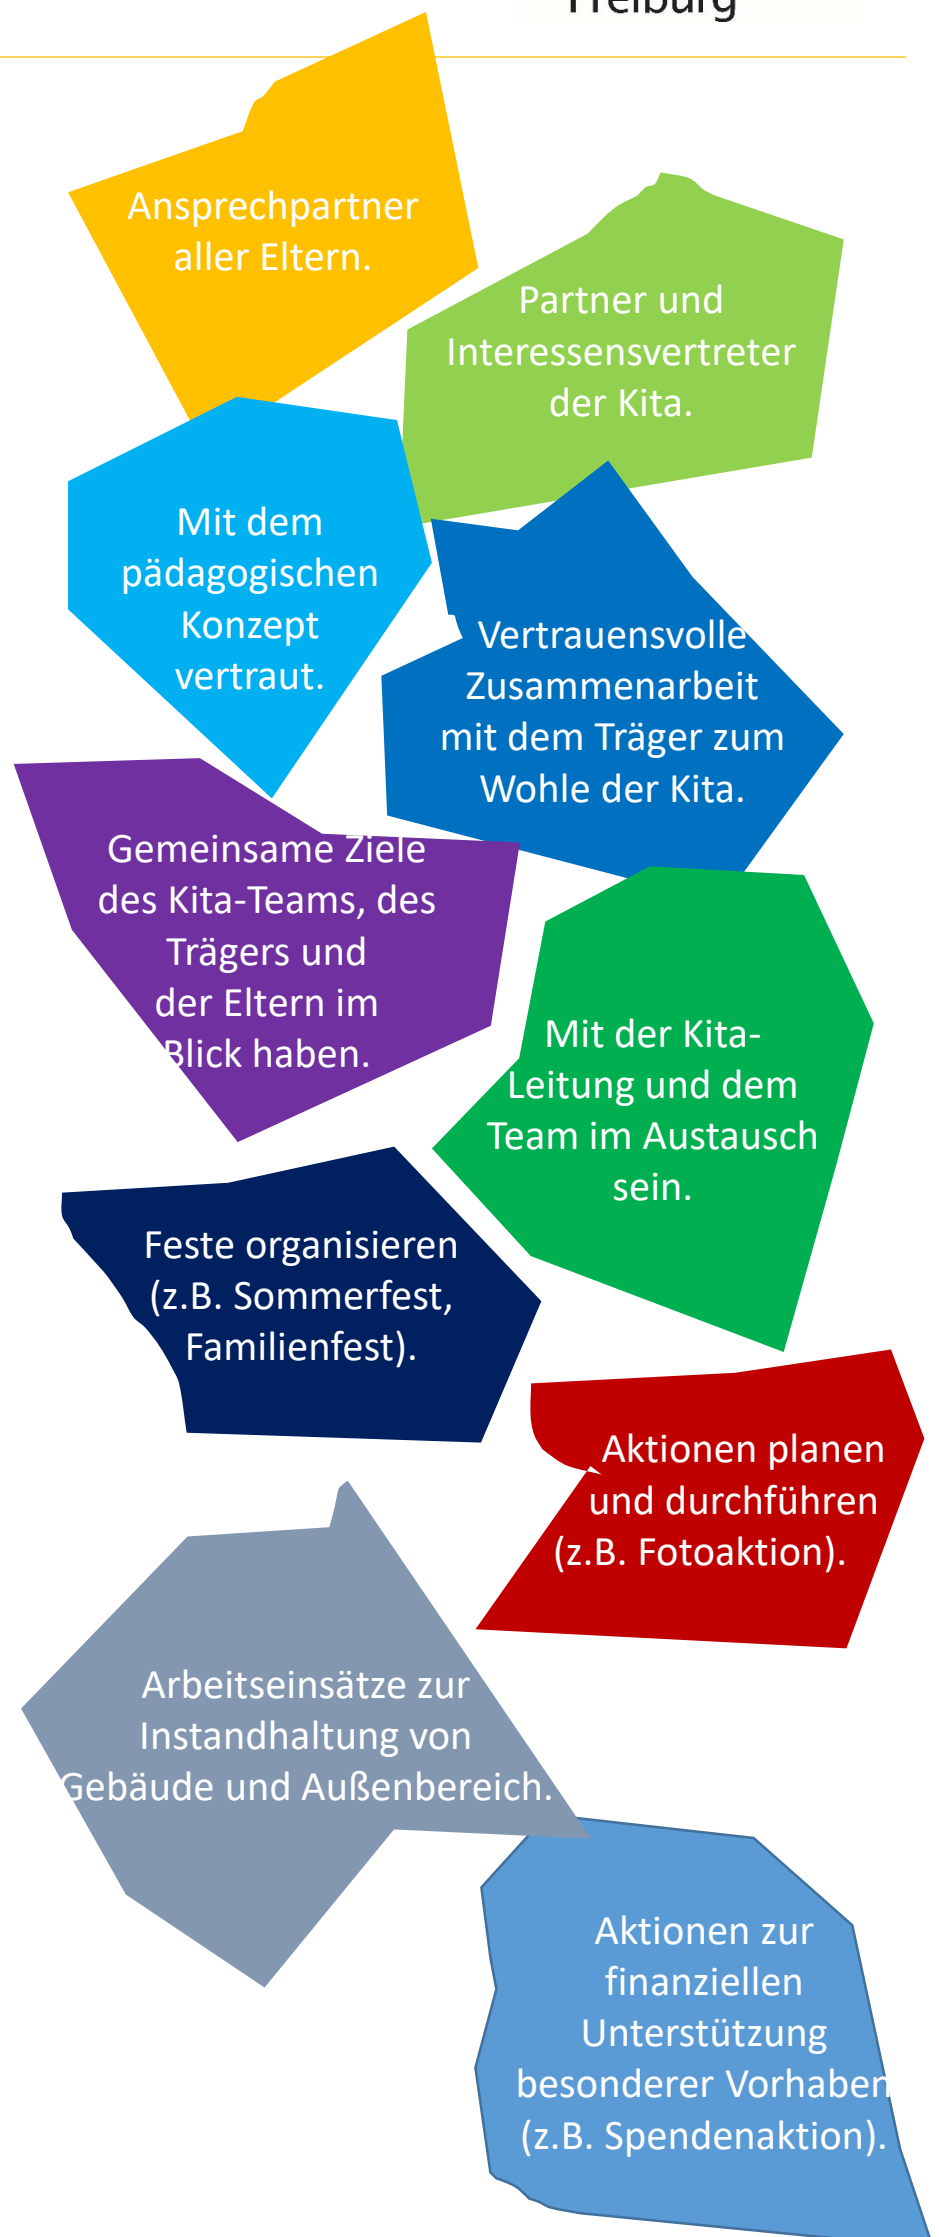 Freiburg
Ansprechpartner
aller Eltern.
Partner und
Interessensvertreter
der Kita.
Mit dem
pädagogischen
Konzept
vertraut.
Vertrauensvolle
Zusammenarbeit
mit dem Träger zum
Wohle der Kita.
Gemeinsame Ziele
des Kita-Teams, des
Trägers und
der Eltern im
Blick haben.
Mit der Kita-
Leitung und dem
Team im Austausch
sein.
Feste organisieren
(z.B. Sommerfest,
Familienfest).
Aktionen planen
und durchführen
(z.B. Fotoaktion).
Arbeitseinsätze zur
Instandhaltung von
Gebäude und Außenbereich.
Aktionen zur
finanziellen
Unterstützung
besonderer Vorhaben
(z.B. Spendenaktion).